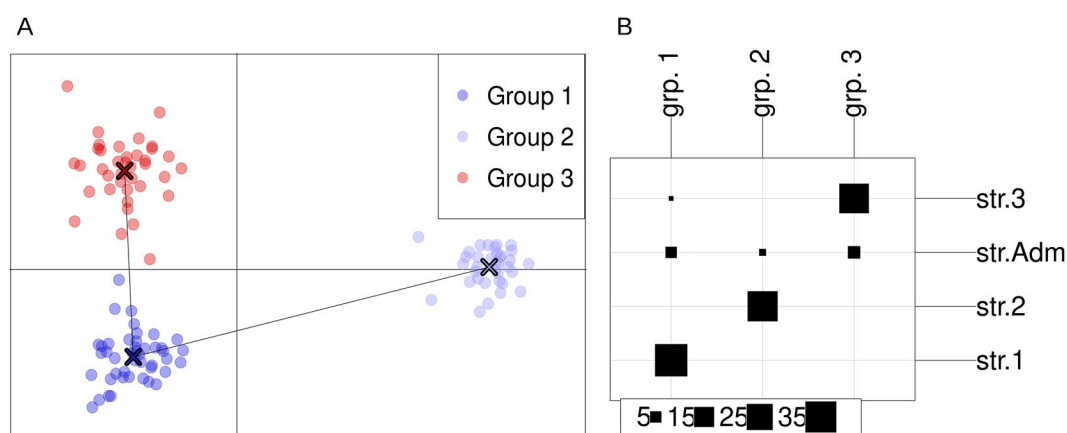 A
Group 1
Group 2
Group 3
B
grp. 1
grp. 2
grp. 3
str.3
str.Adm
str.2
str.1
5 15 25 35